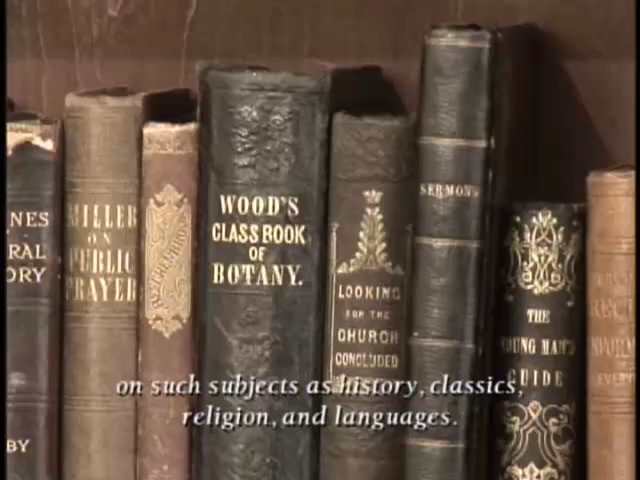 NES
RAL
ORY
BY
MILLER
ON
PUBLIC
PRAYER
WOOD'S
CLASS BOOK
OF
BOTANY.
LOOKING
FOR THE
CHURCH
CONCLUDED
SERMONS
THE
YOUNG MAN'S
GUIDE
on such subjects as history, classics,
religion, and languages.